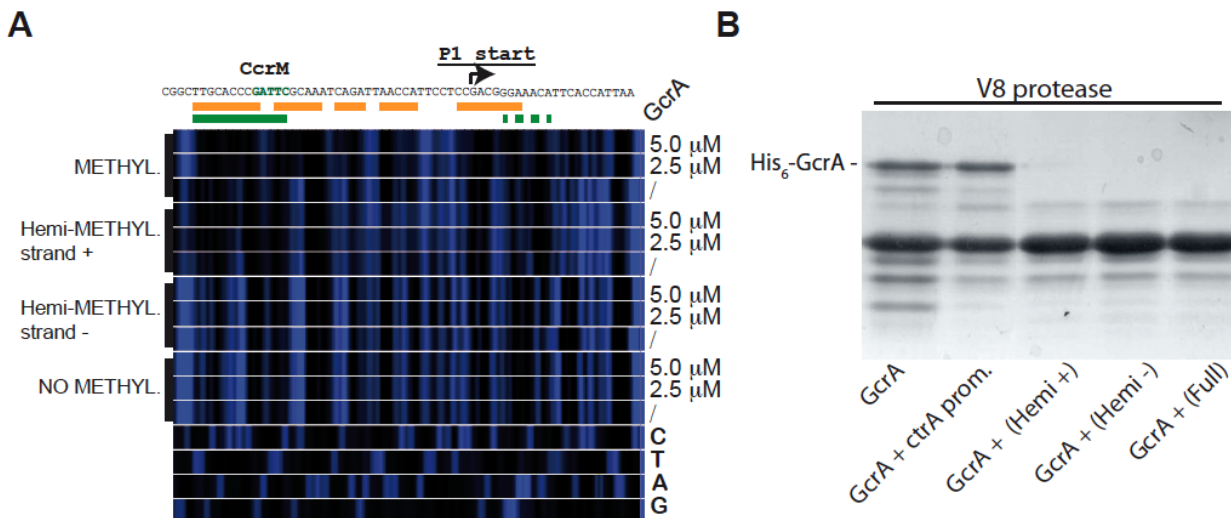 A
P1 start
CcrM
CGGCTTGCACCCGATTCGCAAATCAGATTAACCATTCCTCCGACGGGAAACATTCACCATTAA
GcrA
METHYL.
5.0 μM
2.5 μM
/
Hemi-METHYL.
strand +
5.0 μM
2.5 μM
/
Hemi-METHYL.
strand -
5.0 μM
2.5 μM
/
NO METHYL.
5.0 μM
2.5 μM
/
C
T
A
G
B
V8 protease
His6-GcrA -
GcrA
GcrA + ctrA prom.
GcrA + (Hemi +)
GcrA + (Hemi -)
GcrA + (Full)